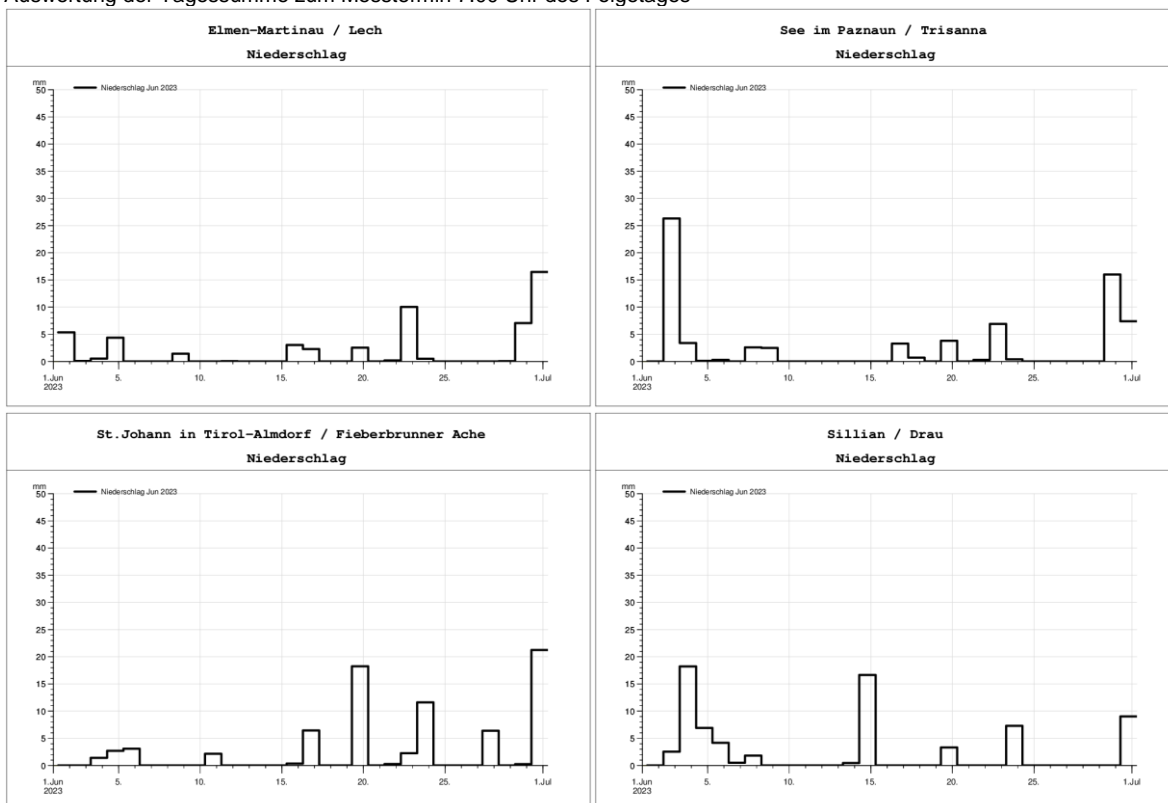 Auswertung der Tagessumme zum Messtermin 7:00 Uhr des Folgetages
Elmen-Martinau / Lech
Niederschlag
mm
50
Niederschlag Jun 2023
45
40
35
30
25
20
15
10
5
0
1.Jun
2023
5.
10.
15.
20.
25.
1.Jul
See im Paznaun / Trisanna
Niederschlag
mm
50
Niederschlag Jun 2023
45
40
35
30
25
20
15
10
5
0
1.Jun
2023
5.
10.
15.
20.
25.
1.Jul
St.Johann in Tirol-Almdorf / Fieberbrunner Ache
Niederschlag
mm
50
Niederschlag Jun 2023
45
40
35
30
25
20
15
10
5
0
1.Jun
2023
5.
10.
15.
20.
25.
1.Jul
Sillian / Drau
Niederschlag
mm
50
Niederschlag Jun 2023
45
40
35
30
25
20
15
10
5
0
1.Jun
2023
5.
10.
15.
20.
25.
1.Jul